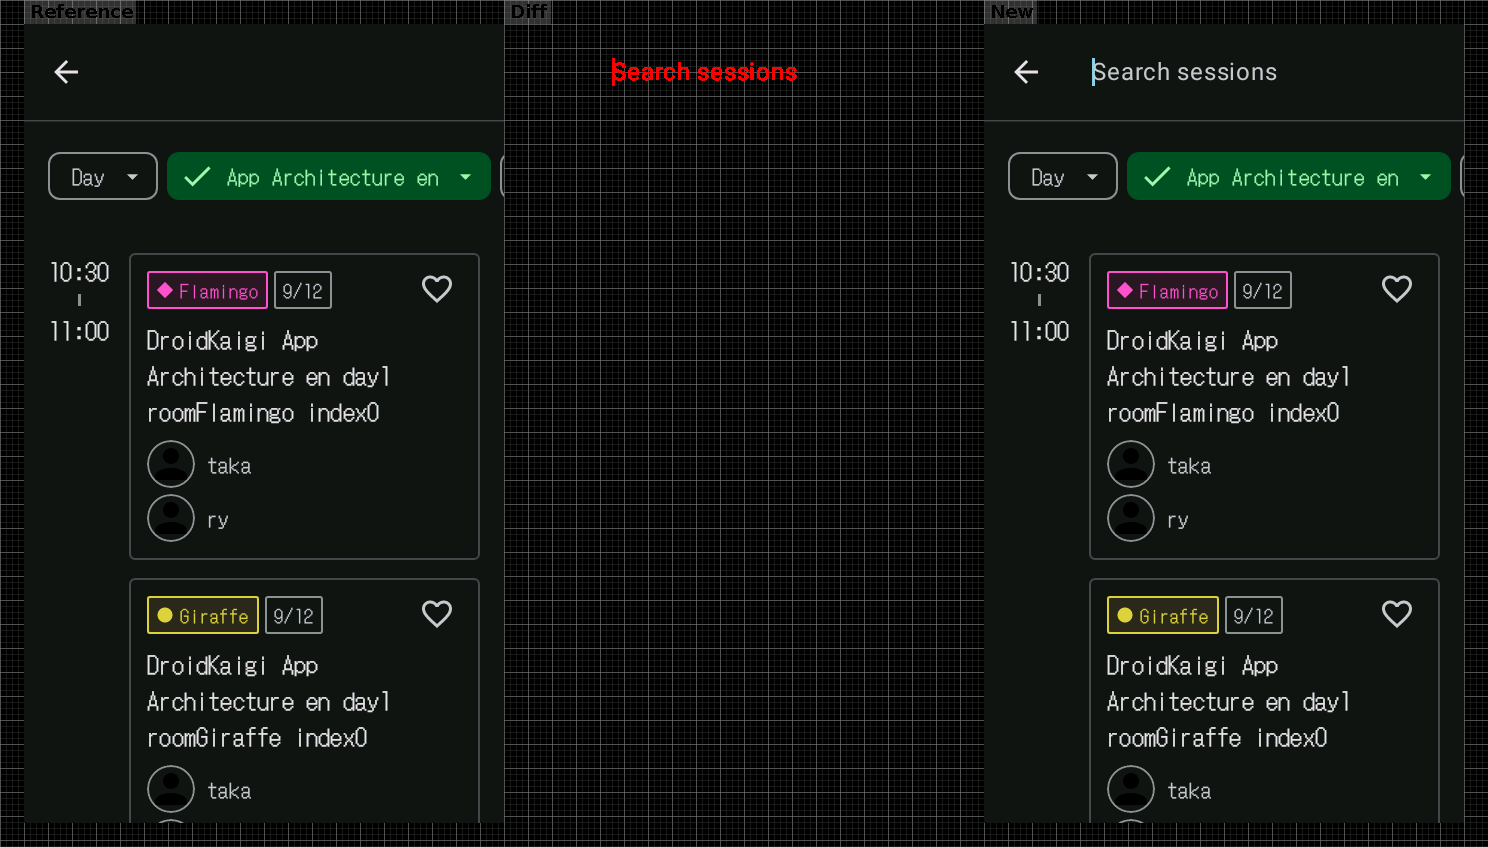 Reference
Day
App Architecture en
10:30
11:00
Flamingo
9/12
DroidKaigi App
Architecture en day1
roomFlamingo index0
taka
ry
Giraffe
9/12
DroidKaigi App
Architecture en day1
roomGiraffe index0
taka
Diff
Search sessions
New
Search sessions
Day
App Architecture en
10:30
11:00
Flamingo
9/12
DroidKaigi App
Architecture en day1
roomFlamingo index0
taka
ry
Giraffe
9/12
DroidKaigi App
Architecture en day1
roomGiraffe index0
taka